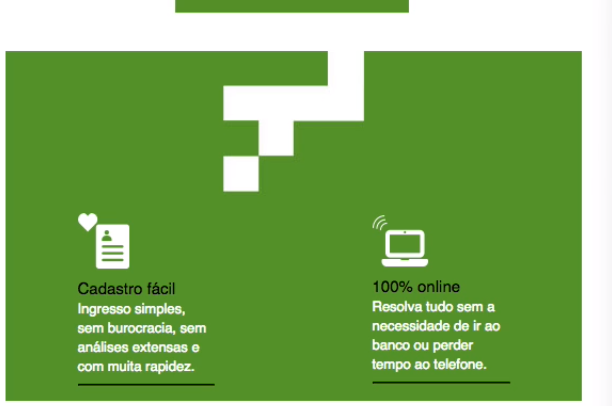 Cadastro fácil
Ingresso simples,
sem burocracia, sem
análises extensas e
com muita rapidez.
100% online
Resolva tudo sem a
necessidade de ir ao
banco ou perder
tempo ao telefone.